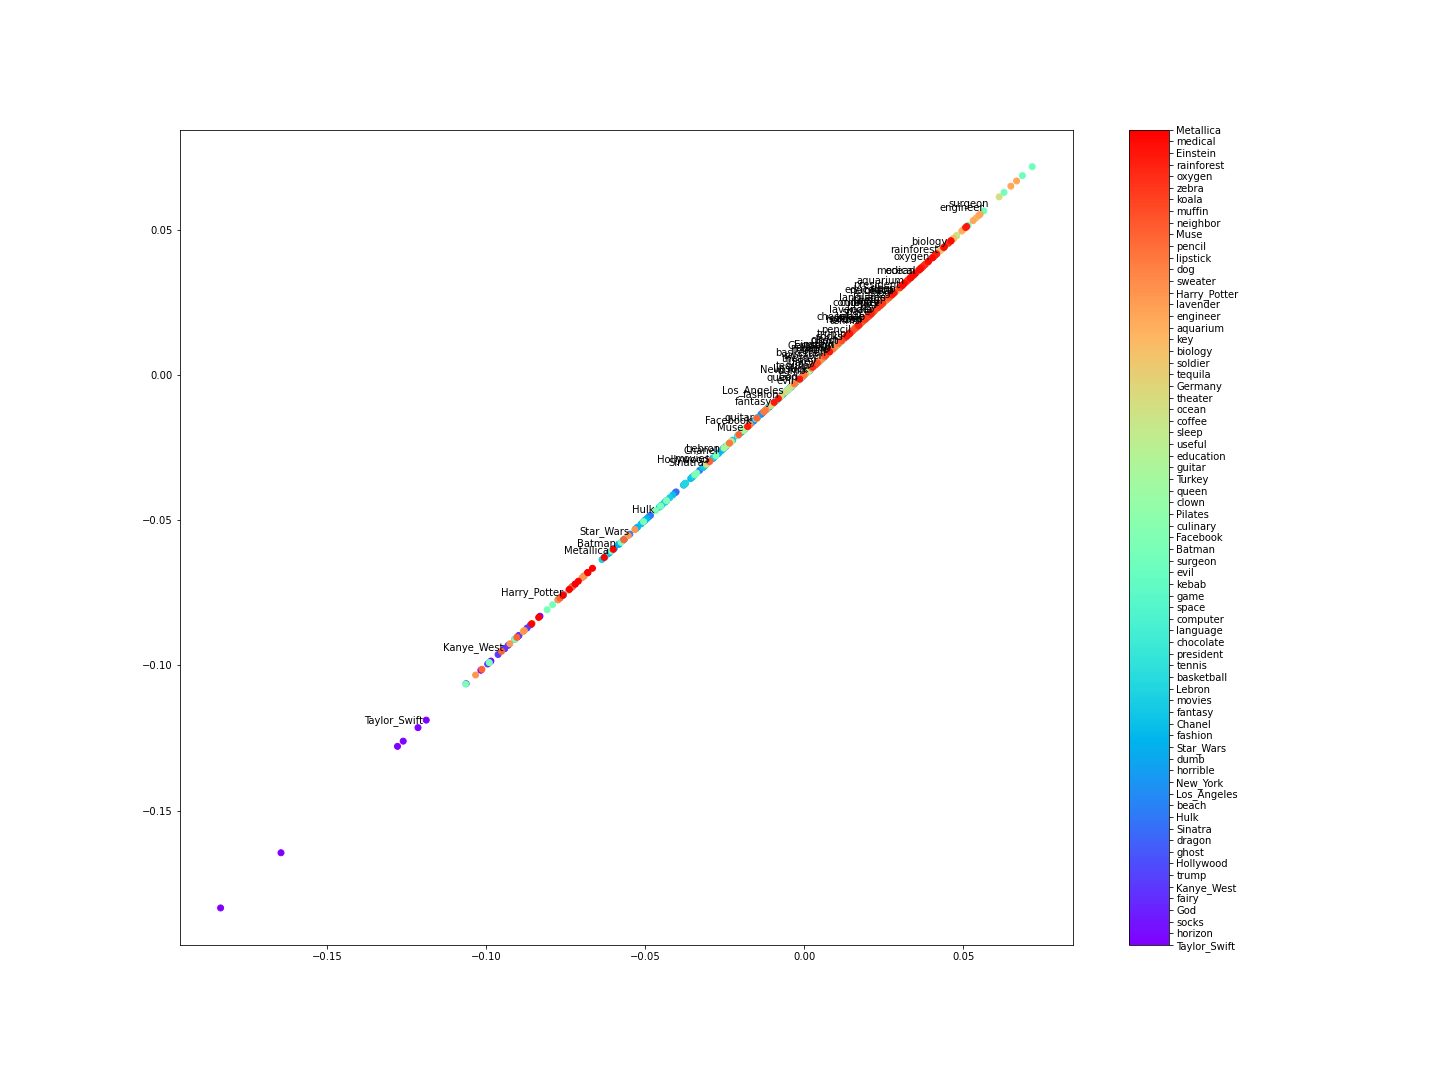 surgeon
engineer
biology
rainforest
oxygen
medical
aquarium
president
pencil
Einstein
Los_Angeles
fashion
fantasy
guitar
Facebook
Muse
Lebron
Chanel
movies
Hollywood
Sinatra
Hulk
Star_Wars
Batman
Metallica
Harry_Potter
Kanye_West
Taylor_Swift
0.05
0.00
−0.05
−0.10
−0.15
−0.15
−0.10
−0.05
0.00
0.05
Metallica
medical
Einstein
rainforest
oxygen
zebra
koala
muffin
neighbor
Muse
pencil
lipstick
dog
sweater
Harry_Potter
lavender
engineer
aquarium
key
biology
soldier
tequila
Germany
theater
ocean
coffee
sleep
useful
education
guitar
Turkey
queen
clown
Pilates
culinary
Facebook
Batman
surgeon
evil
kebab
game
space
computer
language
chocolate
president
tennis
basketball
Lebron
movies
fantasy
Chanel
fashion
Star_Wars
dumb
horrible
New_York
Los_Angeles
beach
Hulk
Sinatra
dragon
ghost
Hollywood
trump
Kanye_West
fairy
God
socks
horizon
Taylor_Swift